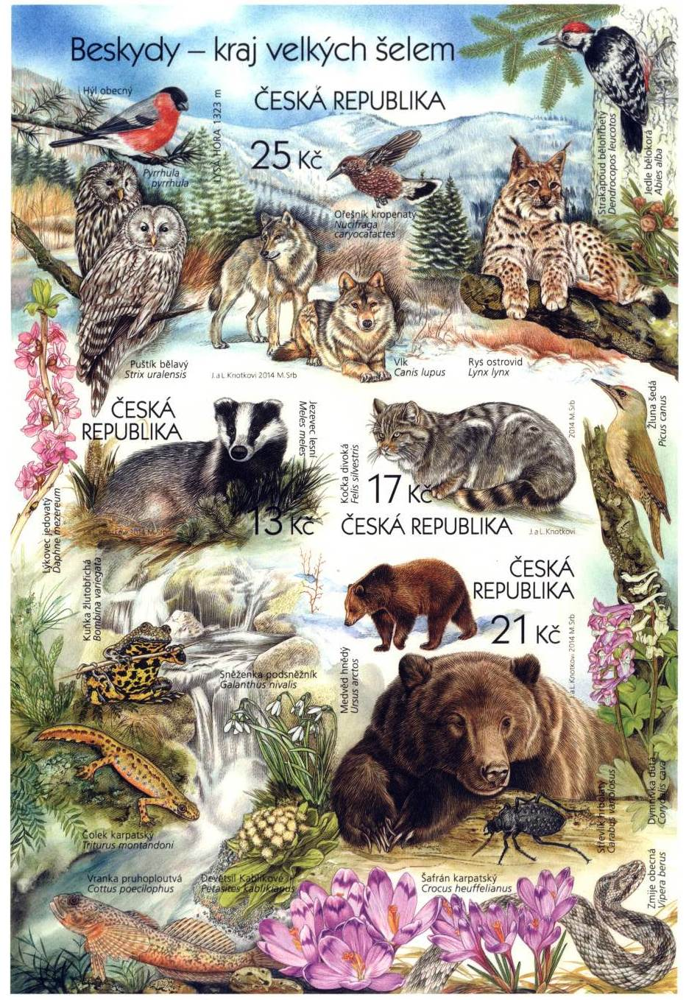 Beskydy – kraj velkých šelem
ČESKÁ REPUBLIKA
Hýl obecný
Pyrrhula
pyrrhula
LYSÁ HORA 1323 m
25 Kč
Ořešník kropenatý
Nucifraga
caryocatactes
Strakapoud bělohřbetý
Dendrocopos leucotos
Jedle bělokorá
Abies alba
Puštík bělavý
Strix uralensis
J. a L. Knotkovi 2014 M. Srb
Vlk
Canis lupus
Rys ostrovid
Lynx lynx
ČESKÁ
REPUBLIKA
Jezevec lesní
Meles meles
13 Kč
J. a L. Knotkovi 2014 M. Srb
Kočka divoká
Felis silvestris
17 Kč
ČESKÁ REPUBLIKA
J. a L. Knotkovi
2014 M. Srb
Žluna šedá
Picus canus
Lýkovec jedovatý
Daphne mezereum
Kuňka žlutobřichá
Bombina variegata
ČESKÁ
REPUBLIKA
21 Kč
J. a L. Knotkovi 2014 M. Srb
Medvěd hnědý
Ursus arctos
Sněženka podsněžník
Galanthus nivalis
Čolek karpatský
Triturus montandoni
Střevlík hrbolatý
Carabus variolosus
Dymnivka dutá
Corydalis cava
Vranka pruhoploutvá
Cottus poecilophus
Devětsil Kablíkové
Petasites kablikianus
Šafrán karpatský
Crocus heuffelianus
Zmije obecná
Vipera berus